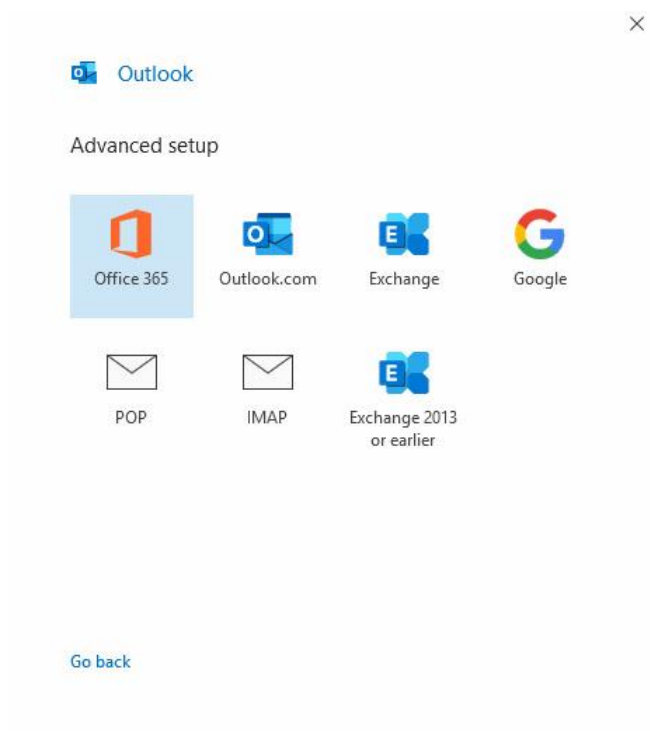 Outlook
Advanced setup
Office 365
Outlook.com
Exchange
Google
POP
IMAP
Exchange 2013
or earlier
Go back